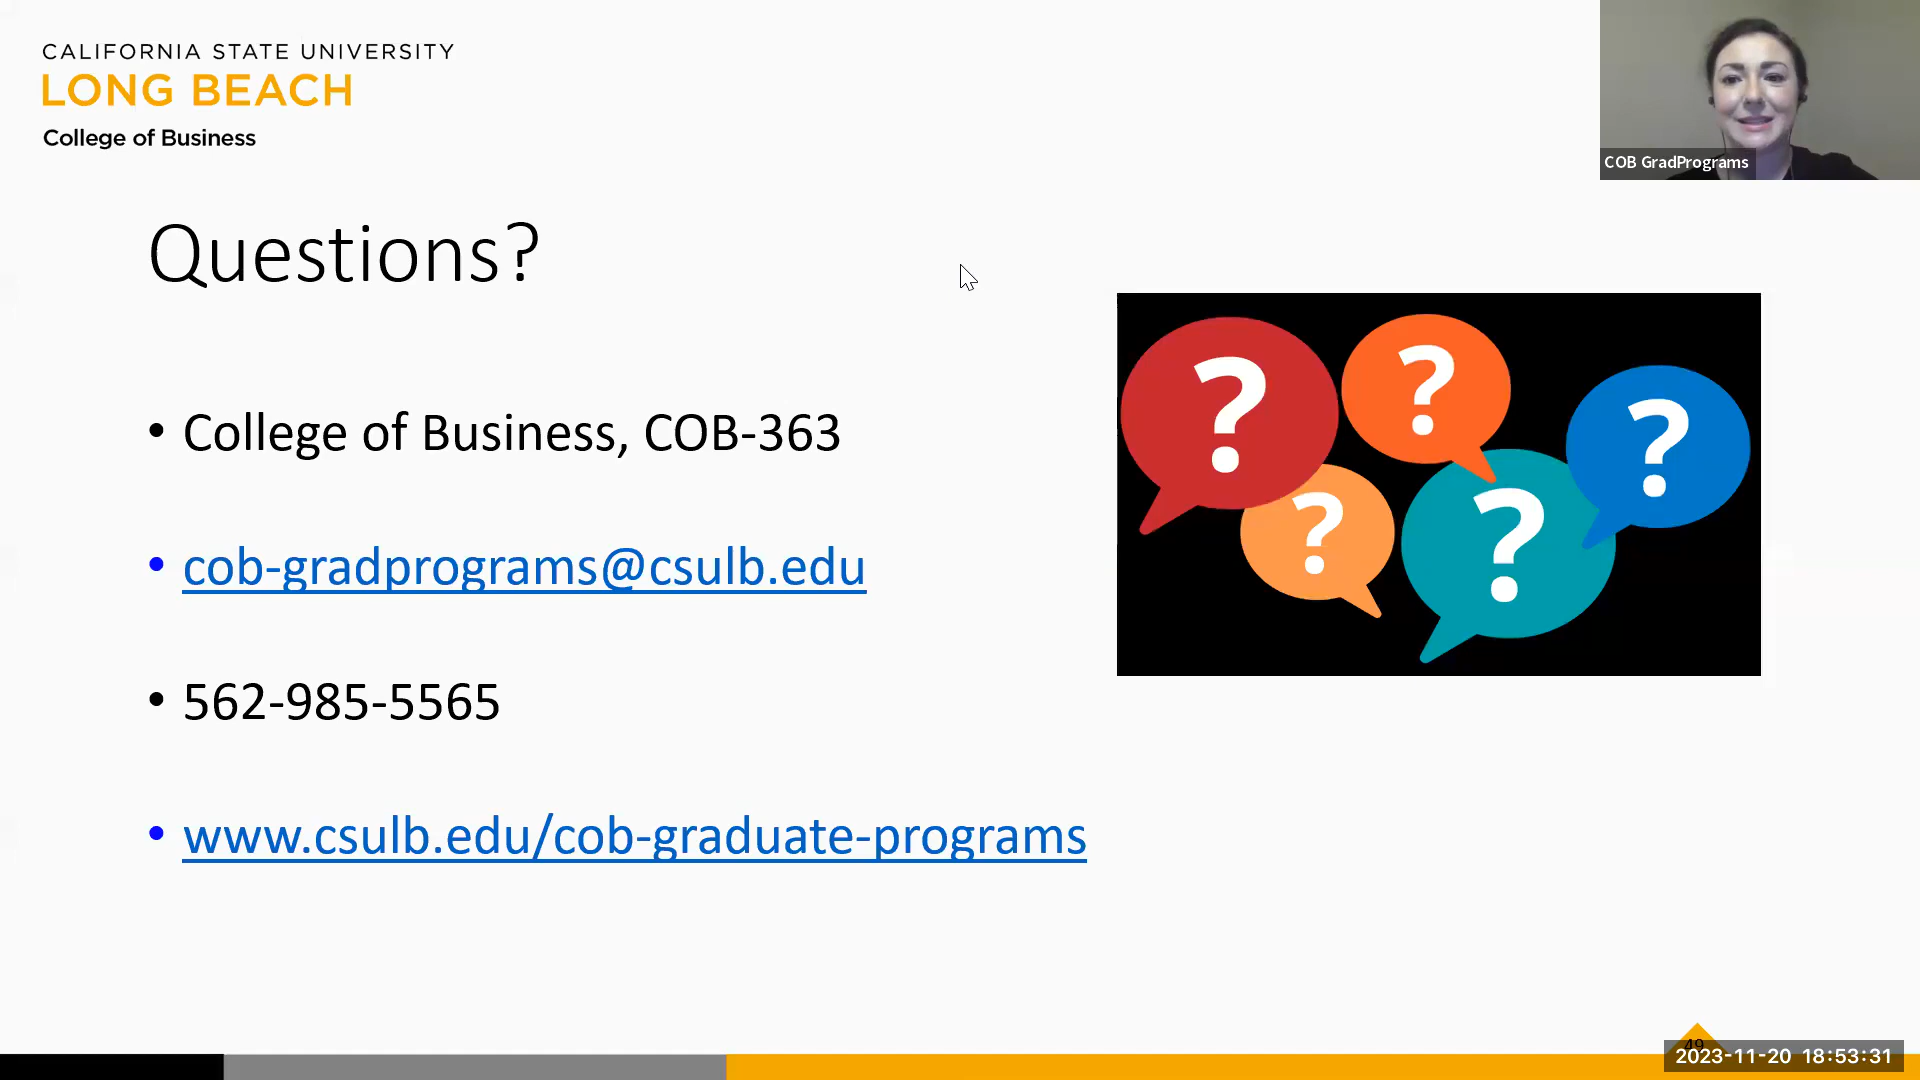 CALIFORNIA STATE UNIVERSITY
LONG BEACH
College of Business
COB GradPrograms
Questions?
• College of Business, COB-363
• cob-gradprograms@csulb.edu
• 562-985-5565
• www.csulb.edu/cob-graduate-programs
? ? ? ? ?
49
2023-11-20 18:53:31